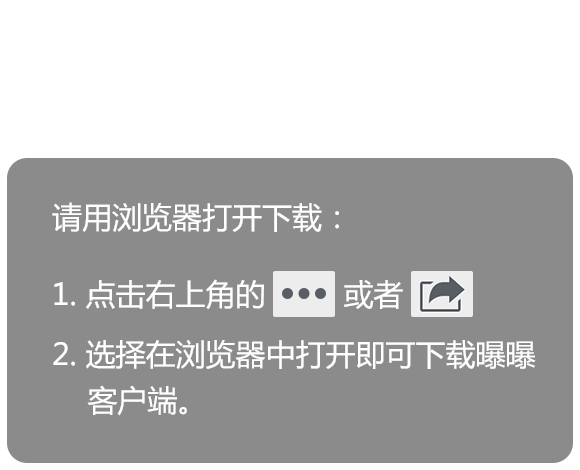 请用浏览器打开下载：
1. 点击右上角的 ••• 或者
2. 选择在浏览器中打开即可下载曝曝
客户端。